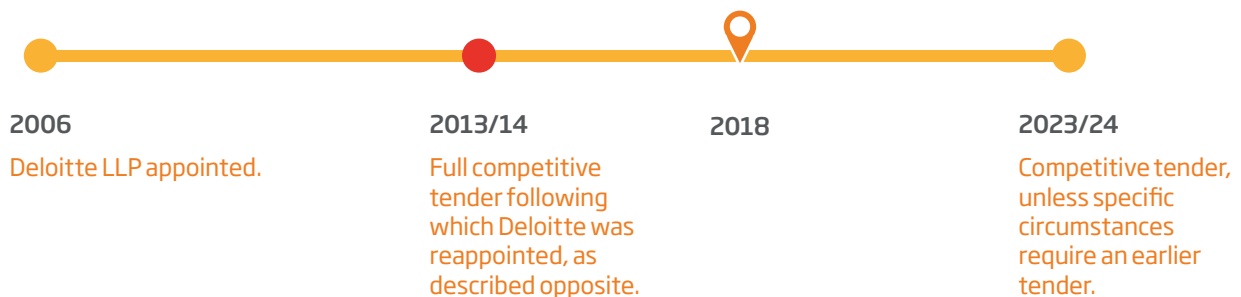 2006
Deloitte LLP appointed.
2013/14
Full competitive
tender following
which Deloitte was
reappointed, as
described opposite.
2018
2023/24
Competitive tender,
unless specific
circumstances
require an earlier
tender.